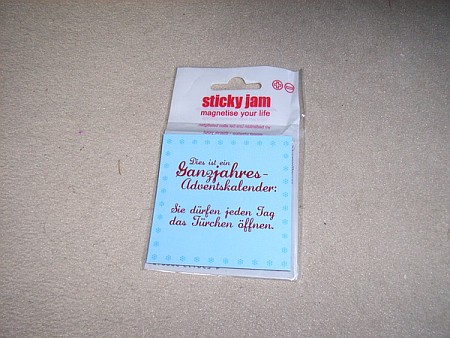 sticky jam
magnetise your life
Dies ist ein
Ganzjahres-
Adventskalender:
Sie dürfen jeden Tag
das Türchen öffnen.